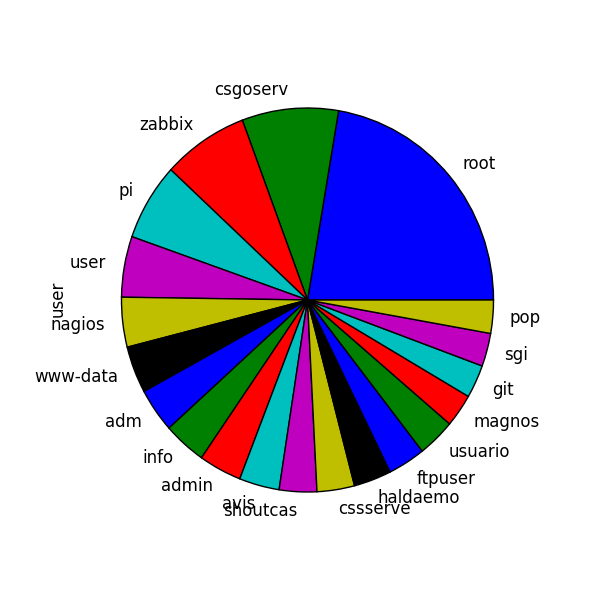 csgoserv
zabbix
root
pi
user
user
nagios
pop
sgi
www-data
git
adm
magnos
info
usuario
admin
ftpuser
avis
haldaemo
shoutcas
cssserve